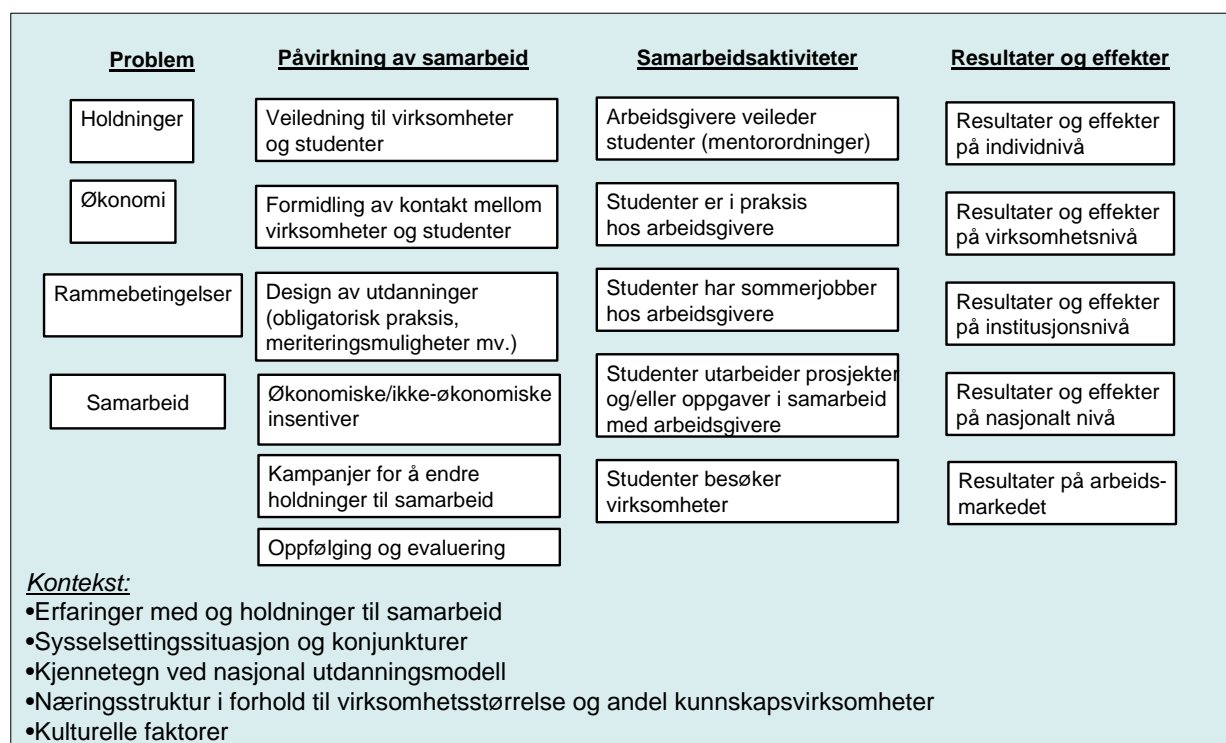 Problem
Påvirkning av samarbeid
Samarbeidsaktiviteter
Resultater og effekter
Holdninger
Økonomi
Rammebetingelser
Samarbeid
Veiledning til virksomheter
og studenter
Formidling av kontakt mellom
virksomheter og studenter
Design av utdanninger
(obligatorisk praksis,
meriteringsmuligheter mv.)
Økonomiske/ikke-økonomiske
insentiver
Kampanjer for å endre
holdninger til samarbeid
Oppfølging og evaluering
Arbeidsgivere veileder
studenter (mentorordninger)
Studenter er i praksis
hos arbeidsgivere
Studenter har sommerjobber
hos arbeidsgivere
Studenter utarbeider prosjekter
og/eller oppgaver i samarbeid
med arbeidsgivere
Studenter besøker
virksomheter
Resultater og effekter
på individnivå
Resultater og effekter
på virksomhetsnivå
Resultater og effekter
på institusjonsnivå
Resultater og effekter
på nasjonalt nivå
Resultater på arbeids-
markedet
Kontekst:
•Erfaringer med og holdninger til samarbeid
•Sysselsettingssituasjon og konjunkturer
•Kjennetegn ved nasjonal utdanningsmodell
•Næringsstruktur i forhold til virksomhetsstørrelse og andel kunnskapsvirksomheter
•Kulturelle faktorer